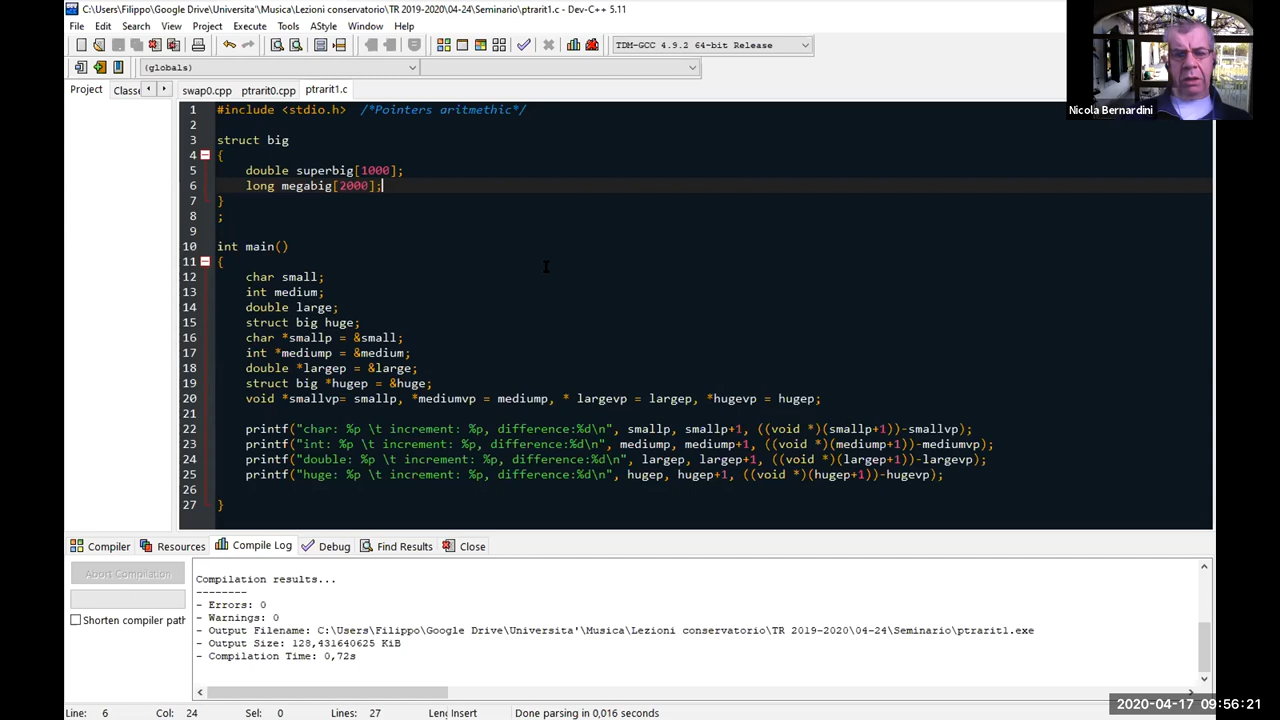 C:\Users\Filippo\Google Drive\Universita'\Musica\Lezioni conservatorio\TR 2019-2020\04-24\Seminario\ptrarit1.c - Dev-C++ 5.11
File Edit Search View Project Execute Tools AStyle Window Help
TDM-GCC 4.9.2 64-bit Release
(globals)
Project Classe swap0.cpp ptrarit0.cpp ptrarit1.c
Nicola Bernardini
1 #include <stdio.h>  /*Pointers aritmethic*/
2
3 struct big
4 {
5     double superbig[1000];
6     long megabig[2000];
7 }
8 ;
9
10 int main()
11 {
12     char small;
13     int medium;
14     double large;
15     struct big huge;
16     char *smallp = &small;
17     int *mediump = &medium;
18     double *largep = &large;
19     struct big *hugep = &huge;
20     void *smallvp= smallp, *mediumvp = mediump, * largevp = largep, *hugevp = hugep;
21
22     printf("char: %p \t increment: %p, difference:%d\n", smallp, smallp+1, ((void *)(smallp+1))-smallvp);
23     printf("int: %p \t increment: %p, difference:%d\n", mediump, mediump+1, ((void *)(mediump+1))-mediumvp);
24     printf("double: %p \t increment: %p, difference:%d\n", largep, largep+1, ((void *)(largep+1))-largevp);
25     printf("huge: %p \t increment: %p, difference:%d\n", hugep, hugep+1, ((void *)(hugep+1))-hugevp);
26
27 }
Compiler Resources Compile Log Debug Find Results Close
Abort Compilation
Shorten compiler path
Compilation results...
--------
- Errors: 0
- Warnings: 0
- Output Filename: C:\Users\Filippo\Google Drive\Universita'\Musica\Lezioni conservatorio\TR 2019-2020\04-24\Seminario\ptrarit1.exe
- Output Size: 128,431640625 KiB
- Compilation Time: 0,72s
Line: 6 Col: 24 Sel: 0 Lines: 27 Leng Insert Done parsing in 0,016 seconds
2020-04-17 09:56:21